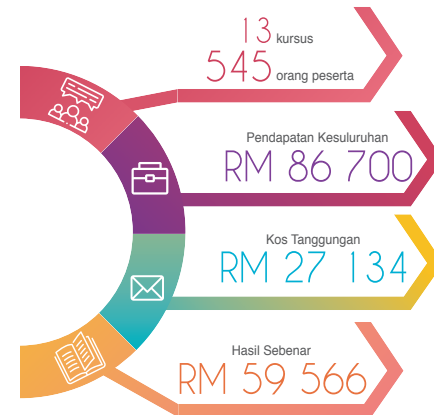 13 kursus
545 orang peserta
Pendapatan Kesuluruhan
RM 86 700
Kos Tanggungan
RM 27 134
Hasil Sebenar
RM 59 566